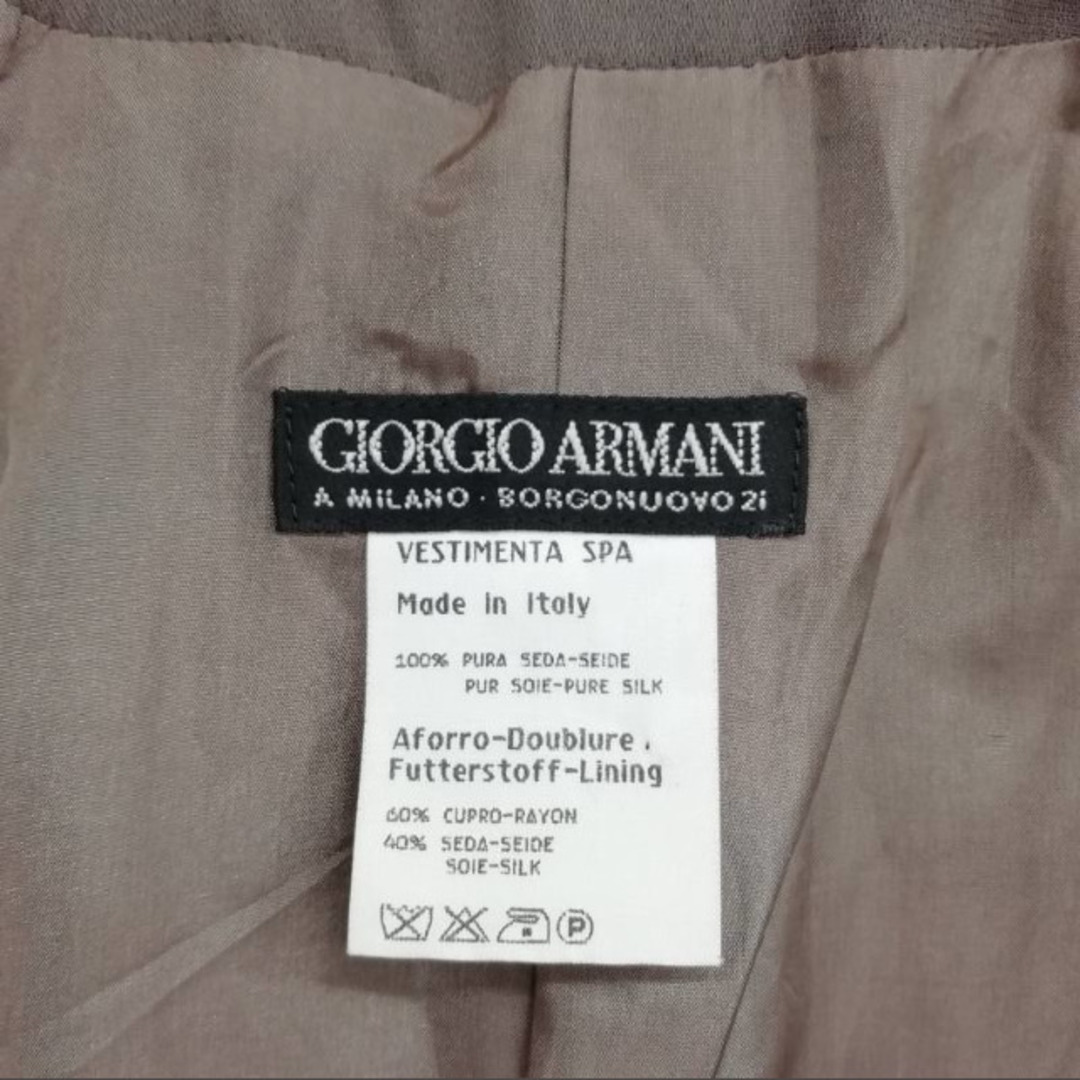 GIORGIO ARMANI
A MILANO · BORGONUOVO 21
VESTIMENTA SPA
Made in Italy
100% PURA SEDA-SEIDE
PUR SOIE-PURE SILK
Aforro-Doublure.
Futterstoff-Lining
60% CUPRO-RAYON
40% SEDA-SEIDE
SOIE-SILK
P